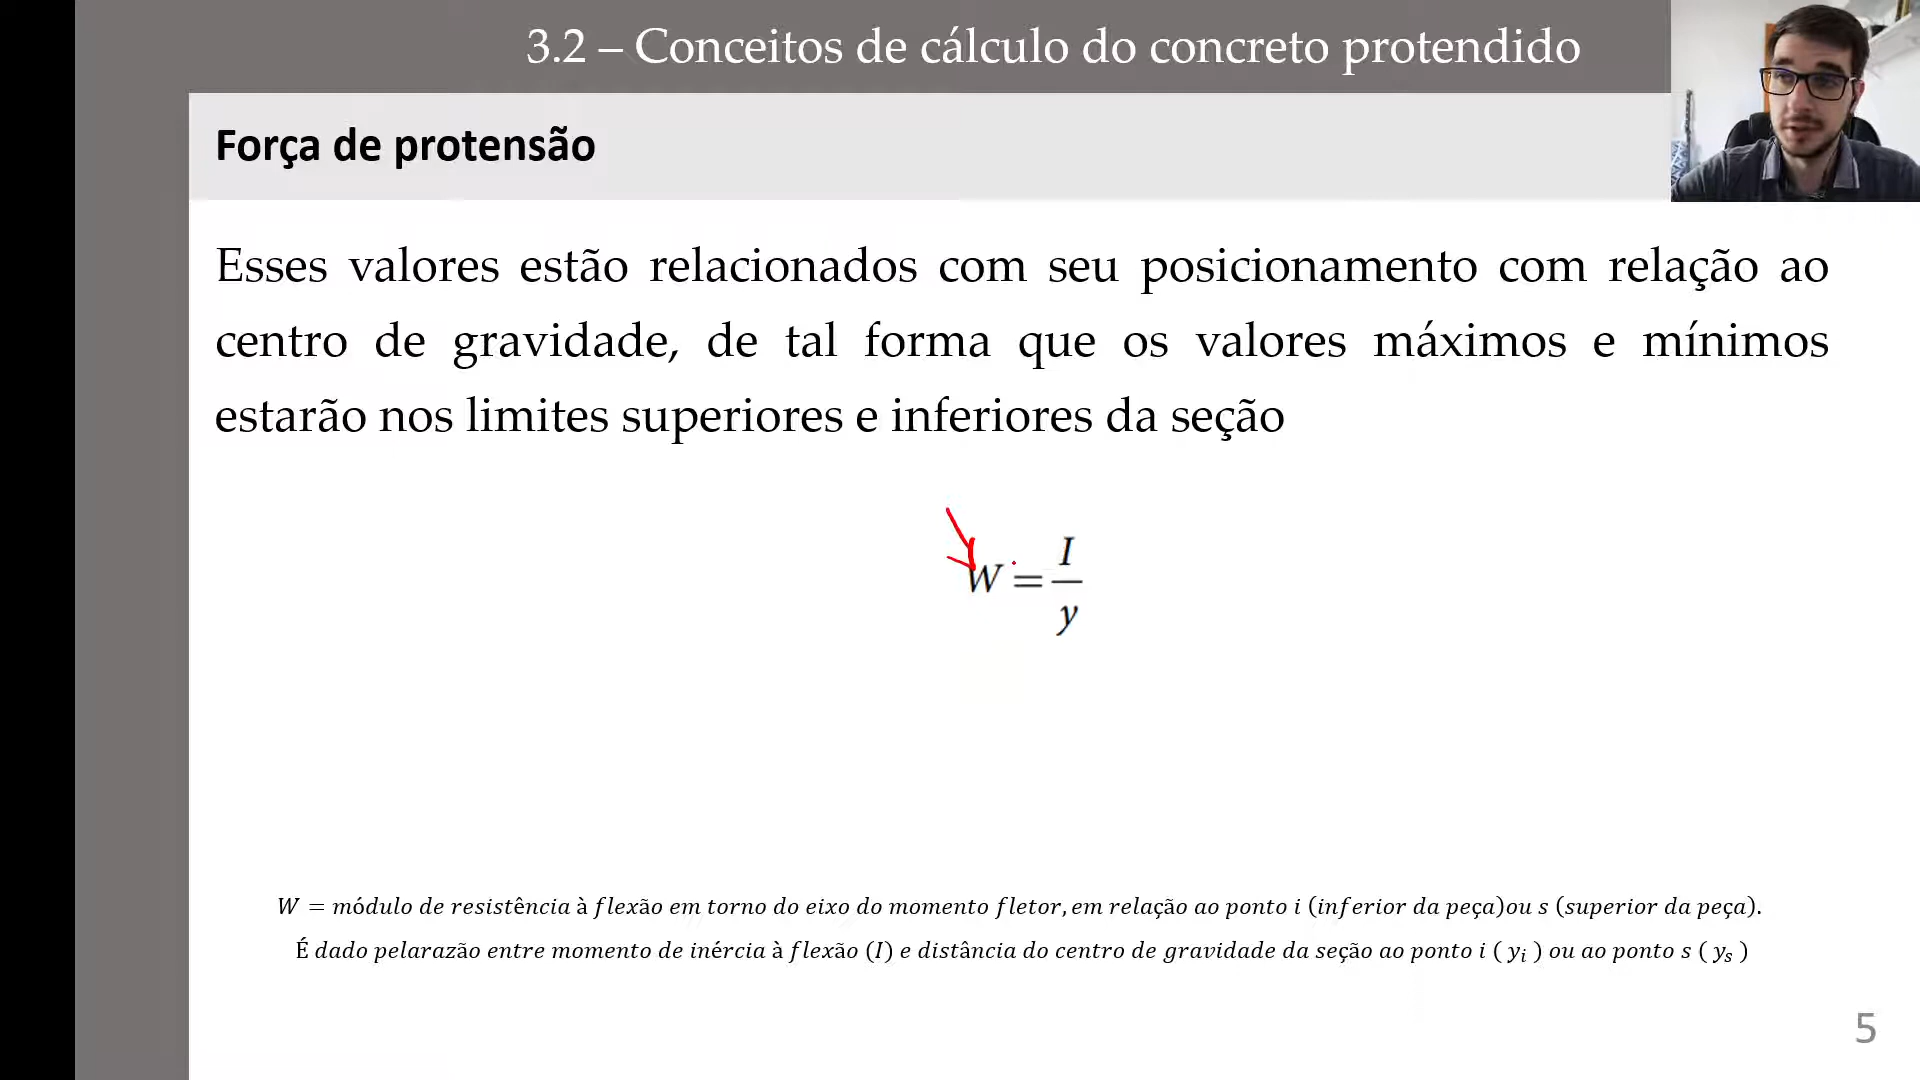 3.2 – Conceitos de cálculo do concreto protendido
Força de protensão
Esses valores estão relacionados com seu posicionamento com relação ao
centro de gravidade, de tal forma que os valores máximos e mínimos
estarão nos limites superiores e inferiores da seção
W = I/y
W = módulo de resistência à flexão em torno do eixo do momento fletor, em relação ao ponto i (inferior da peça)ou s (superior da peça).
É dado pelarazão entre momento de inércia à flexão (I) e distância do centro de gravidade da seção ao ponto i ( yᵢ ) ou ao ponto s ( yₛ )
5